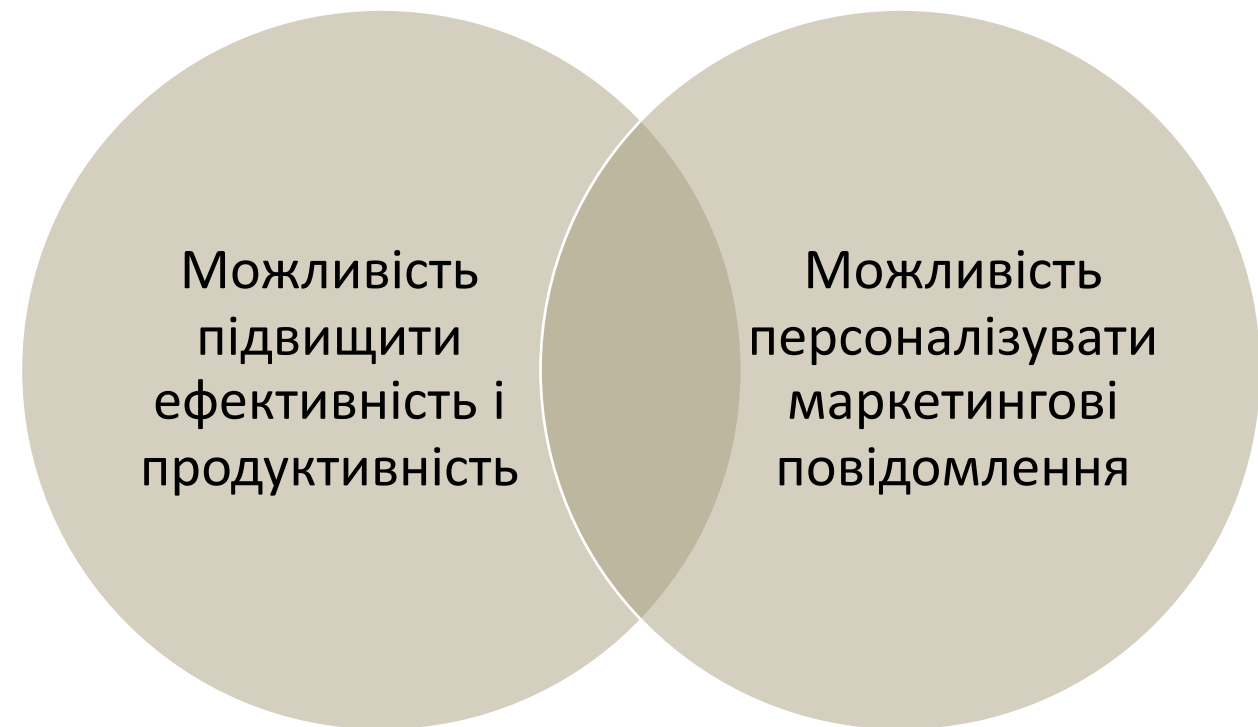 Можливість
підвищити
ефективність і
продуктивність
Можливість
персоналізувати
маркетингові
повідомлення